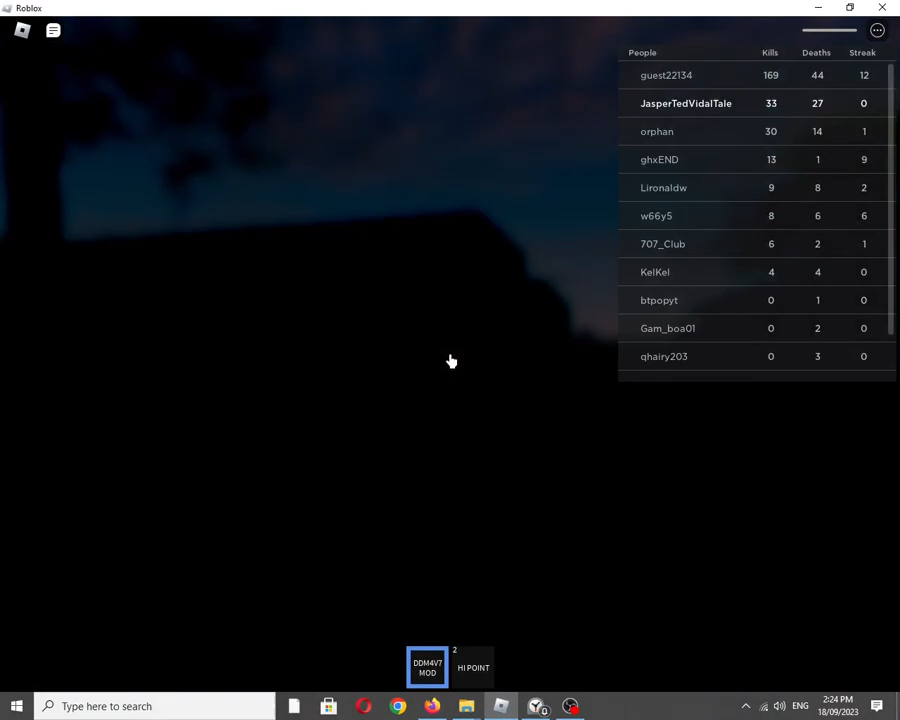 Roblox
People Kills Deaths Streak
guest22134 169 44 12
JasperTedVidalTale 33 27 0
orphan 30 14 1
ghxEND 13 1 9
Lironaldw 9 8 2
w66y5 8 6 6
707_Club 6 2 1
KelKel 4 4 0
btpopyt 0 1 0
Gam_boa01 0 2 0
qhairy203 0 3 0
2
DDM4V7
MOD
HI POINT
Type here to search
0
ENG
2:24 PM
18/09/2023